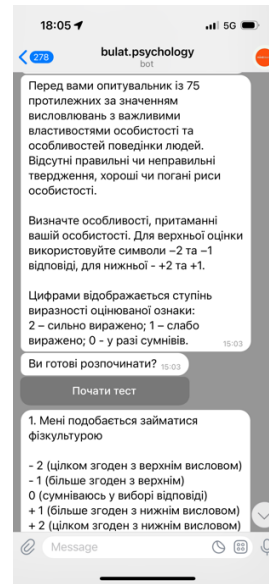 18:05
5G
278
bulat.psychology
bot
Перед вами опитувальник із 75
протилежних за значенням
висловлювань з важливими
властивостями особистості та
особливостей поведінки людей.
Відсутні правильні чи неправильні
твердження, хороші чи погані риси
особистості.
Визначте особливості, притаманні
вашій особистості. Для верхньої оцінки
використовуйте символи –2 та –1
відповіді, для нижньої - +2 та +1.
Цифрами відображається ступінь
виразності оцінюваної ознаки:
2 – сильно виражено; 1 – слабо
виражено; 0 - у разі сумнівів.
15:03
Ви готові розпочинати? 15:03
Почати тест
1. Мені подобається займатися
фізкультурою
- 2 (цілком згоден з верхнім висловом)
- 1 (більше згоден з верхнім)
0 (сумніваюсь у виборі відповіді)
+ 1 (більше згоден з нижнім висловом)
+ 2 (цілком згоден з нижнім висловом)
Message